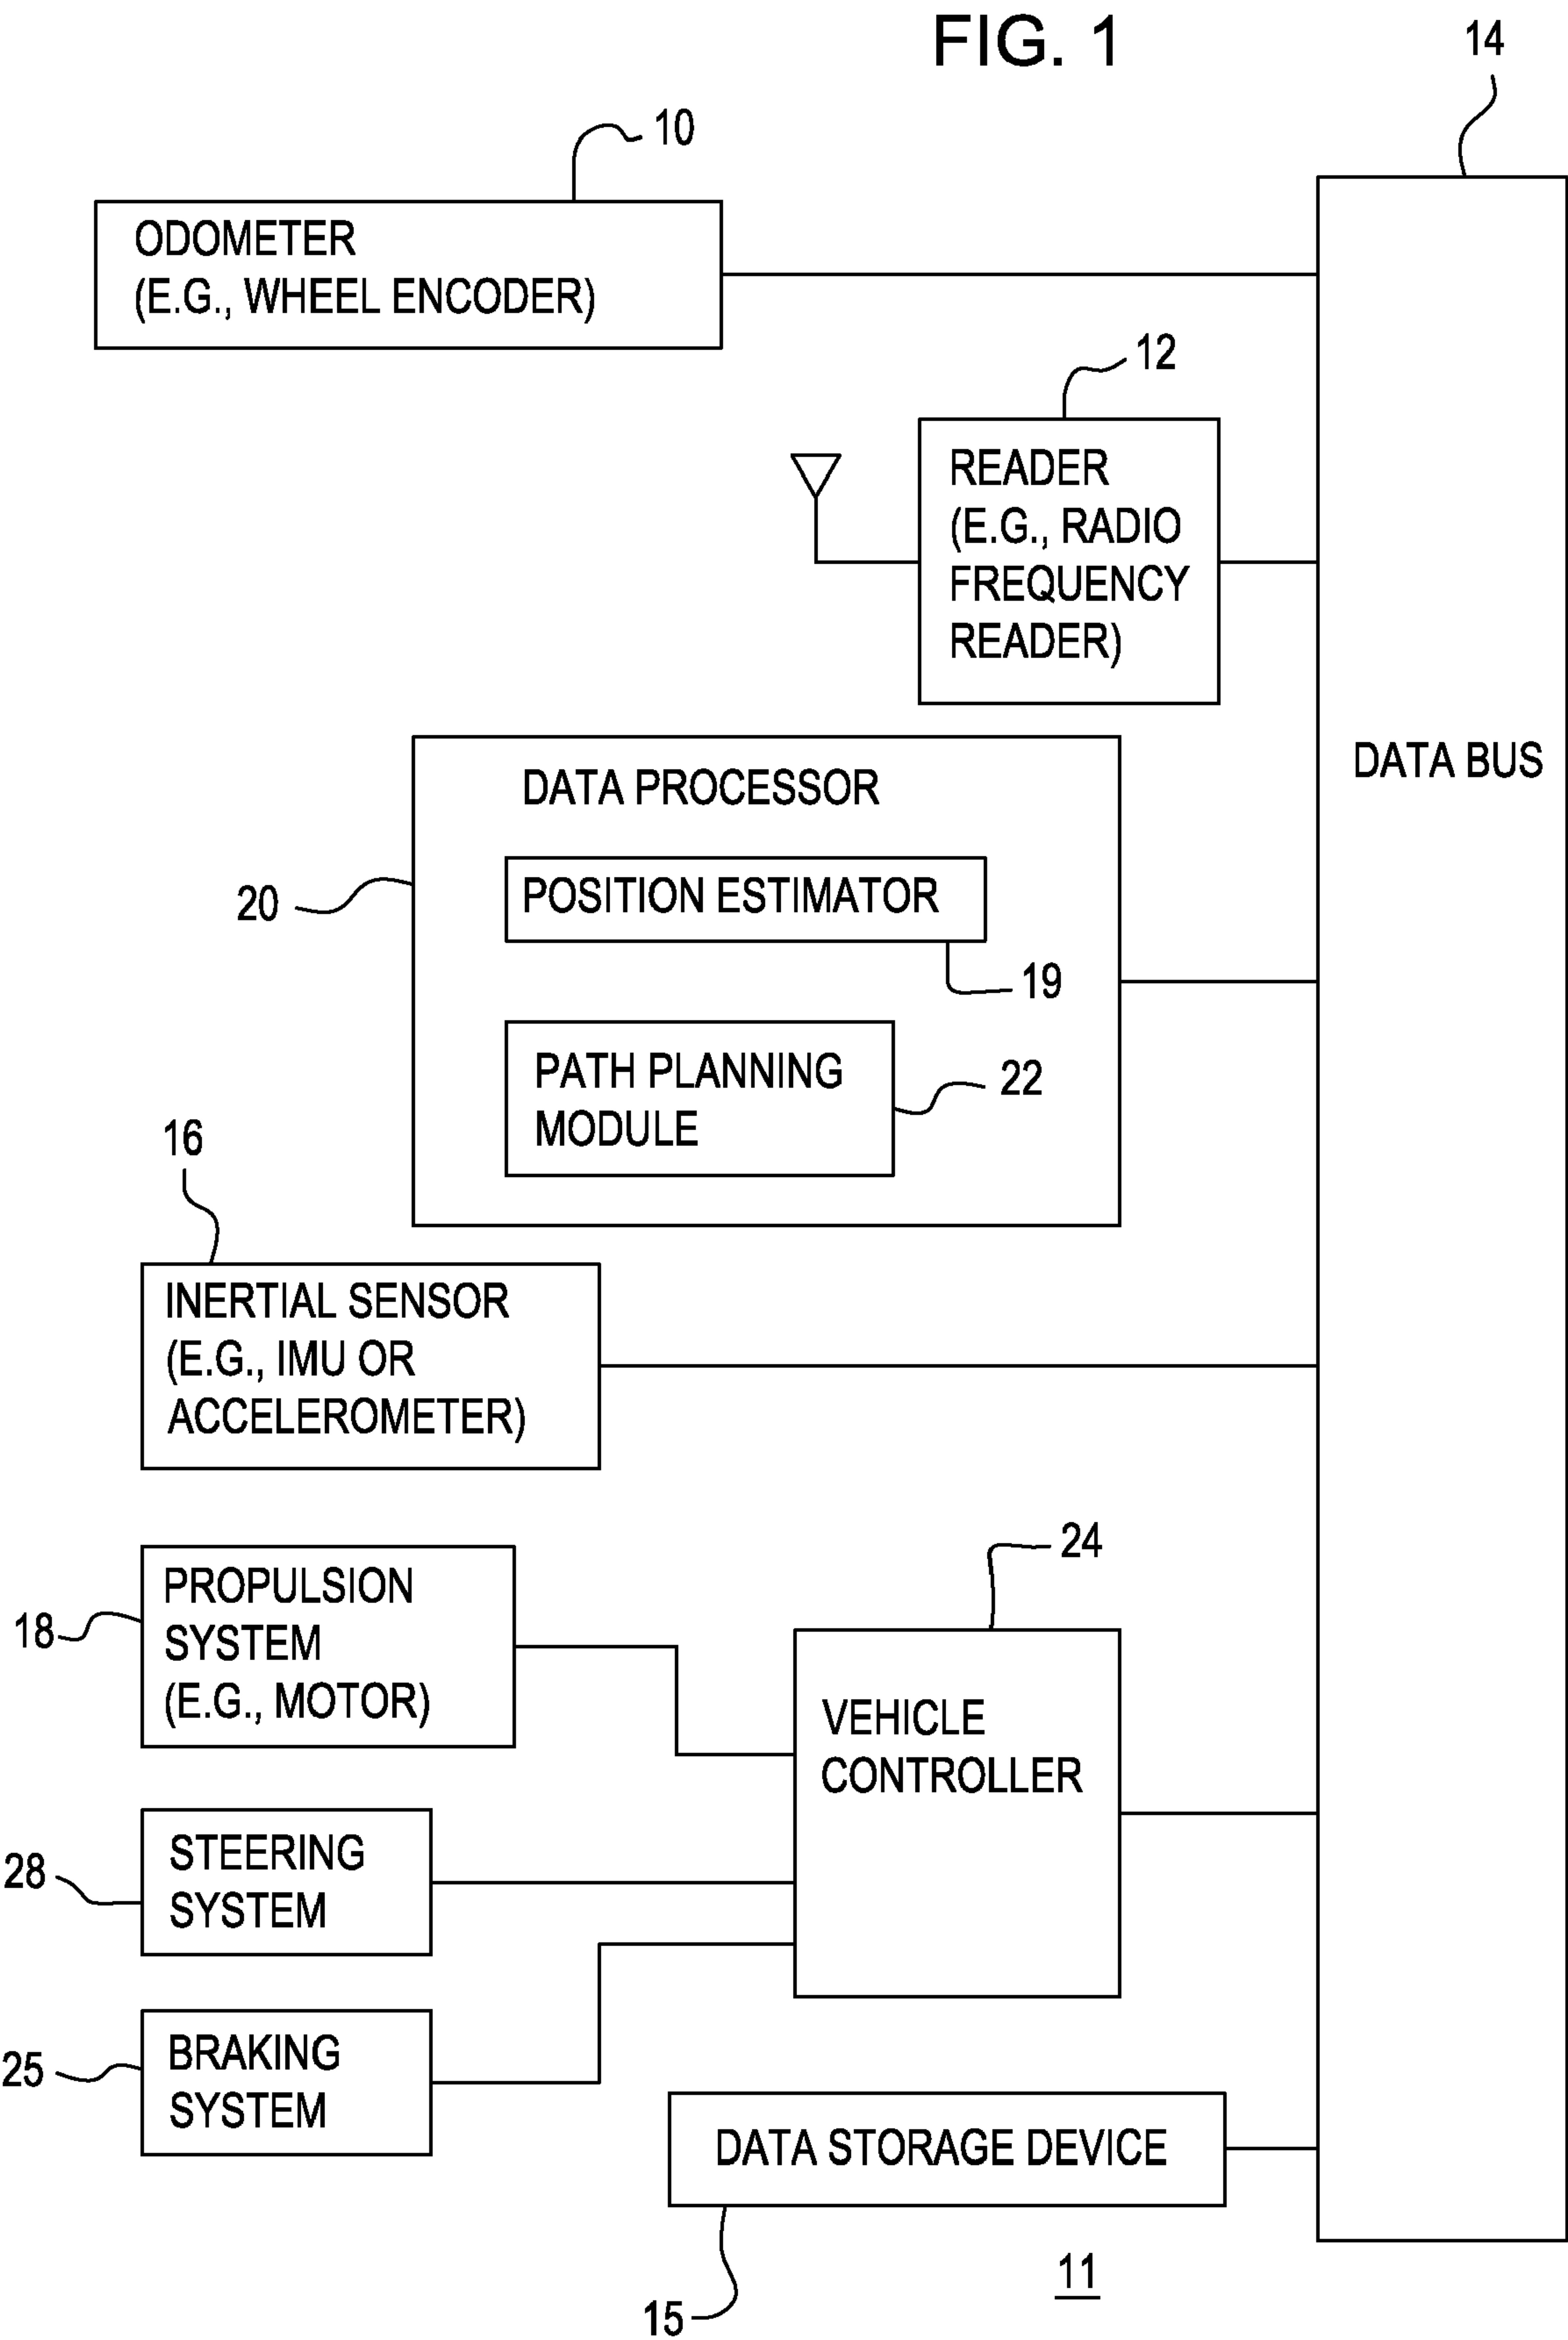 FIG. 1
14
10
ODOMETER
(E.G., WHEEL ENCODER)
12
READER
(E.G., RADIO
FREQUENCY
READER)
DATA BUS
DATA PROCESSOR
20
POSITION ESTIMATOR
19
PATH PLANNING
MODULE
22
16
INERTIAL SENSOR
(E.G., IMU OR
ACCELEROMETER)
18
PROPULSION
SYSTEM
(E.G., MOTOR)
24
VEHICLE
CONTROLLER
28
STEERING
SYSTEM
25
BRAKING
SYSTEM
DATA STORAGE DEVICE
15
11